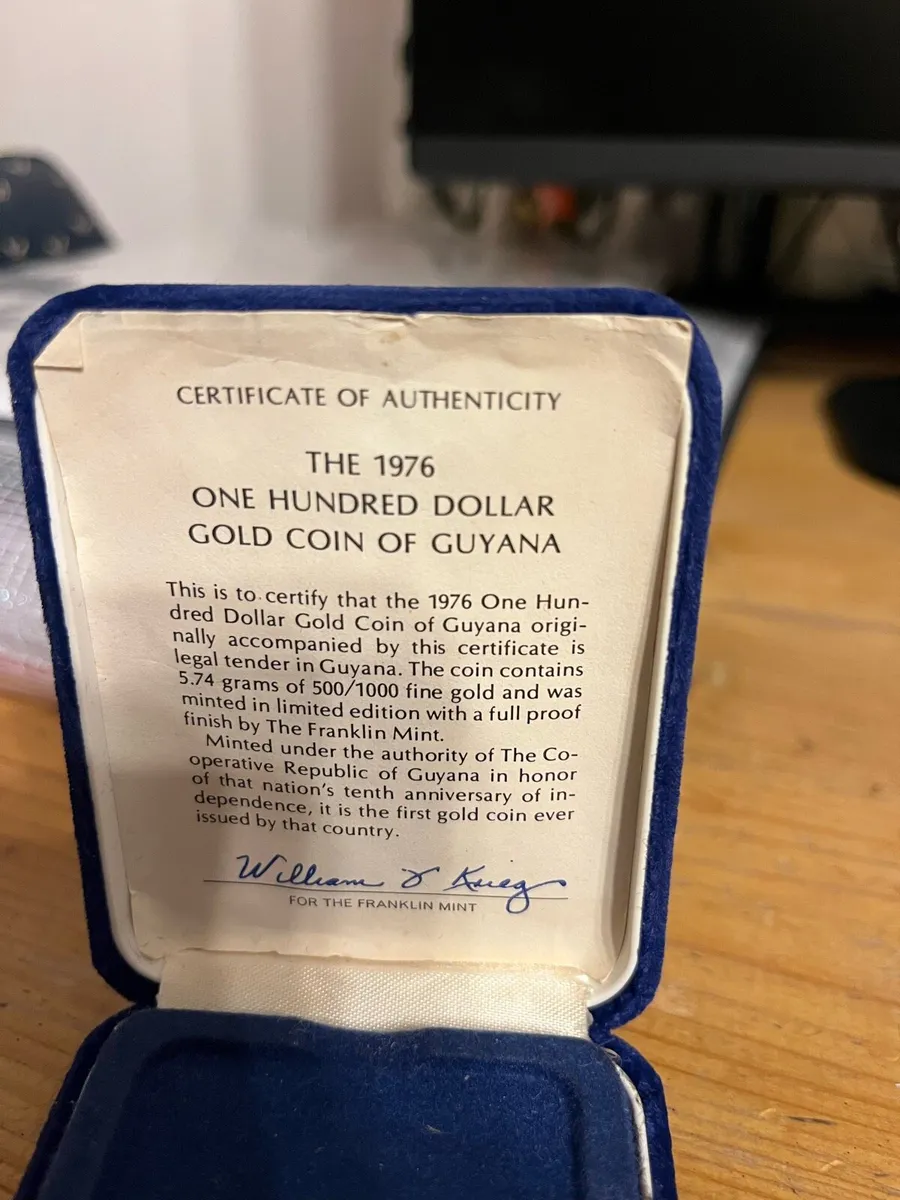 CERTIFICATE OF AUTHENTICITY
THE 1976
ONE HUNDRED DOLLAR
GOLD COIN OF GUYANA
This is to certify that the 1976 One Hun-
dred Dollar Gold Coin of Guyana origi-
nally accompanied by this certificate is
legal tender in Guyana. The coin contains
5.74 grams of 500/1000 fine gold and was
minted in limited edition with a full proof
finish by The Franklin Mint.
Minted under the authority of The Co-
operative Republic of Guyana in honor
of that nation's tenth anniversary of in-
dependence, it is the first gold coin ever
issued by that country.
William Krieg
FOR THE FRANKLIN MINT